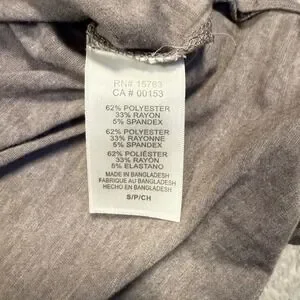 RN# 15763
CA # 00153
62% POLYESTER
33% RAYON
5% SPANDEX
62% POLYESTER
33% RAYONNE
5% SPANDEX
62% POLIÉSTER
33% RAYÓN
5% ELASTANO
MADE IN BANGLADESH
FABRIQUÉ AU BANGLADESH
HECHO EN BANGLADESH
S/P/CH